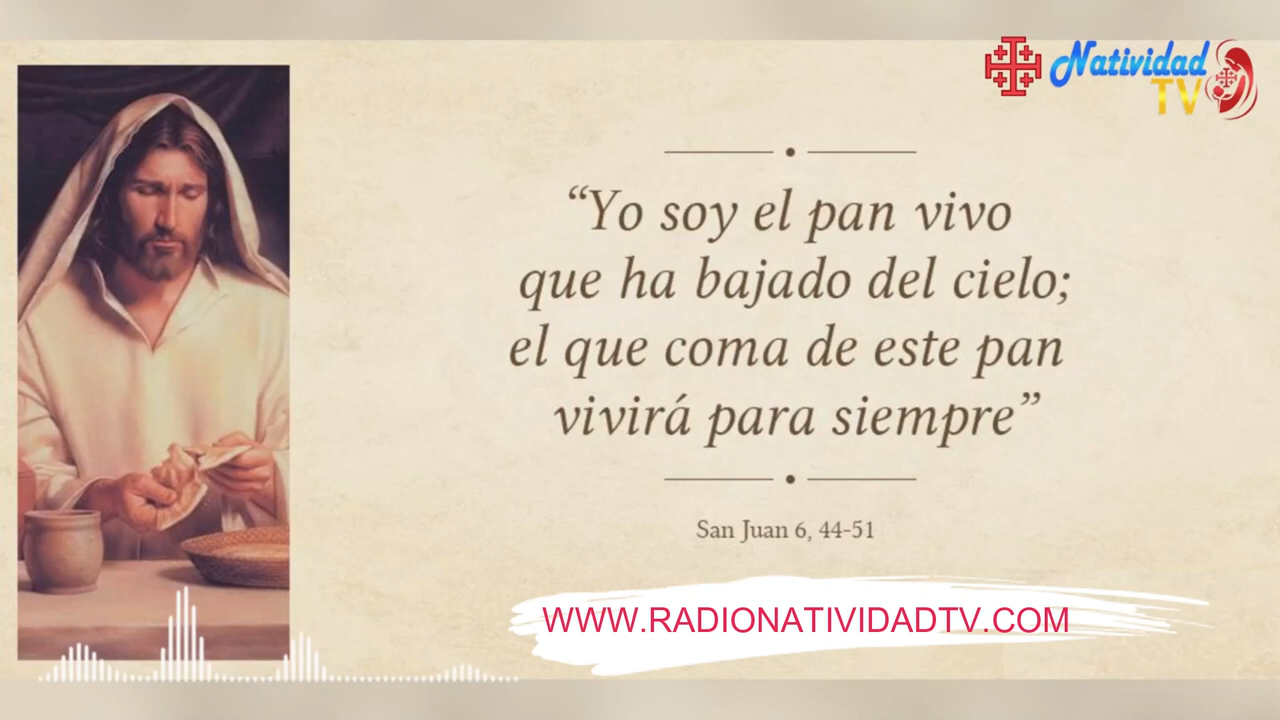 Natividad
TV
“Yo soy el pan vivo
que ha bajado del cielo;
el que coma de este pan
vivirá para siempre”
San Juan 6, 44-51
WWW.RADIONATIVIDADTV.COM